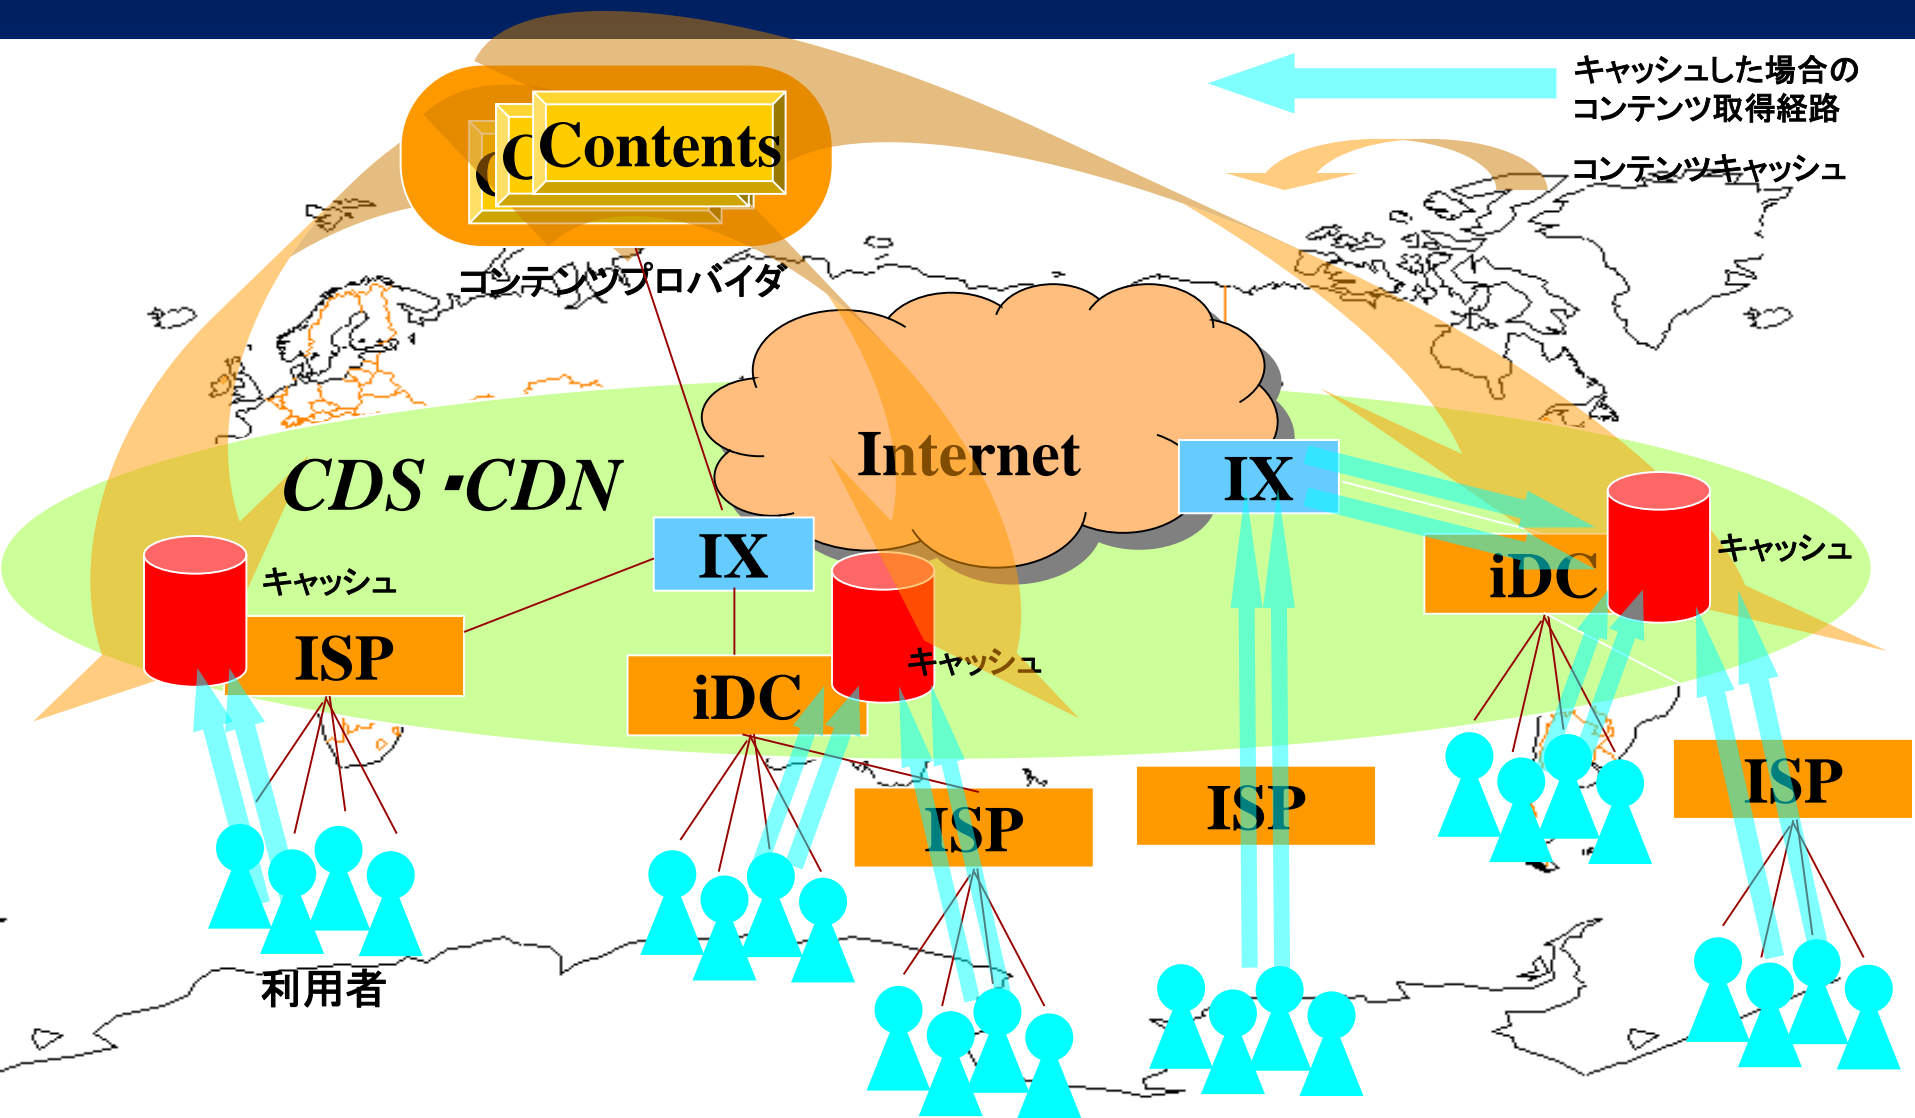 キャッシュした場合の
コンテンツ取得経路
コンテンツキャッシュ
Contents
C
C
コンテンツプロバイダ
Internet
CDS・CDN
IX
IX
キャッシュ
iDC
キャッシュ
ISP
iDC
キャッシュ
ISP
ISP
ISP
利用者